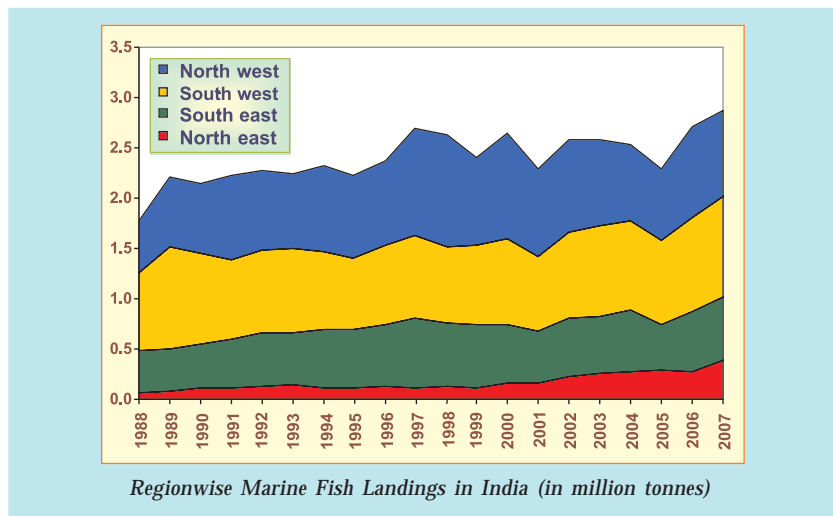 3.5
3.0
2.5
2.0
1.5
1.0
0.5
0.0
North west
South west
South east
North east
1988 1989 1990 1991 1992 1993 1994 1995 1996 1997 1998 1999 2000 2001 2002 2003 2004 2005 2006 2007
Regionwise Marine Fish Landings in India (in million tonnes)